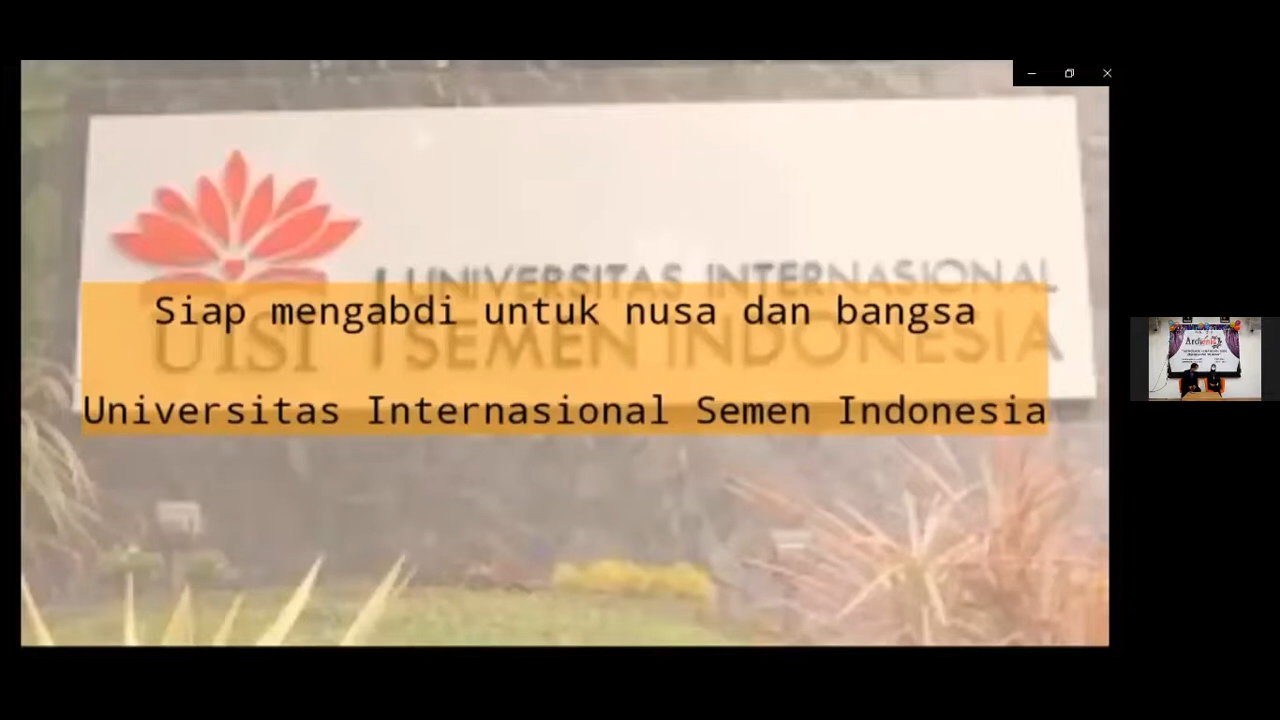 UNIVERSITAS INTERNASIONAL
UISI
SEMEN INDONESIA
Siap mengabdi untuk nusa dan bangsa
Universitas Internasional Semen Indonesia